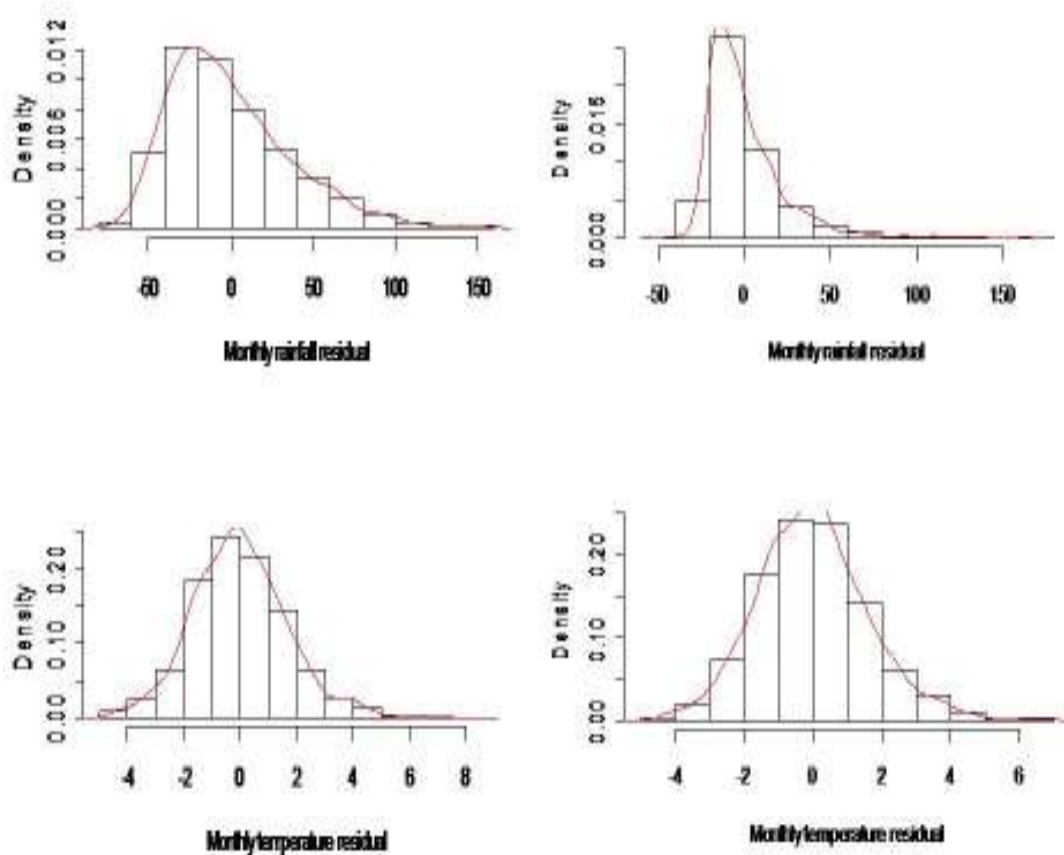 Density
0.000 0.006 0.012
-50 0 50 100 150
Monthly rainfall residual
Density
0.000 0.015
-50 0 50 100 150
Monthly rainfall residual
Density
0.00 0.10 0.20
-4 -2 0 2 4 6 8
Monthly temperature residual
Density
0.00 0.10 0.20
-4 -2 0 2 4 6
Monthly temperature residual